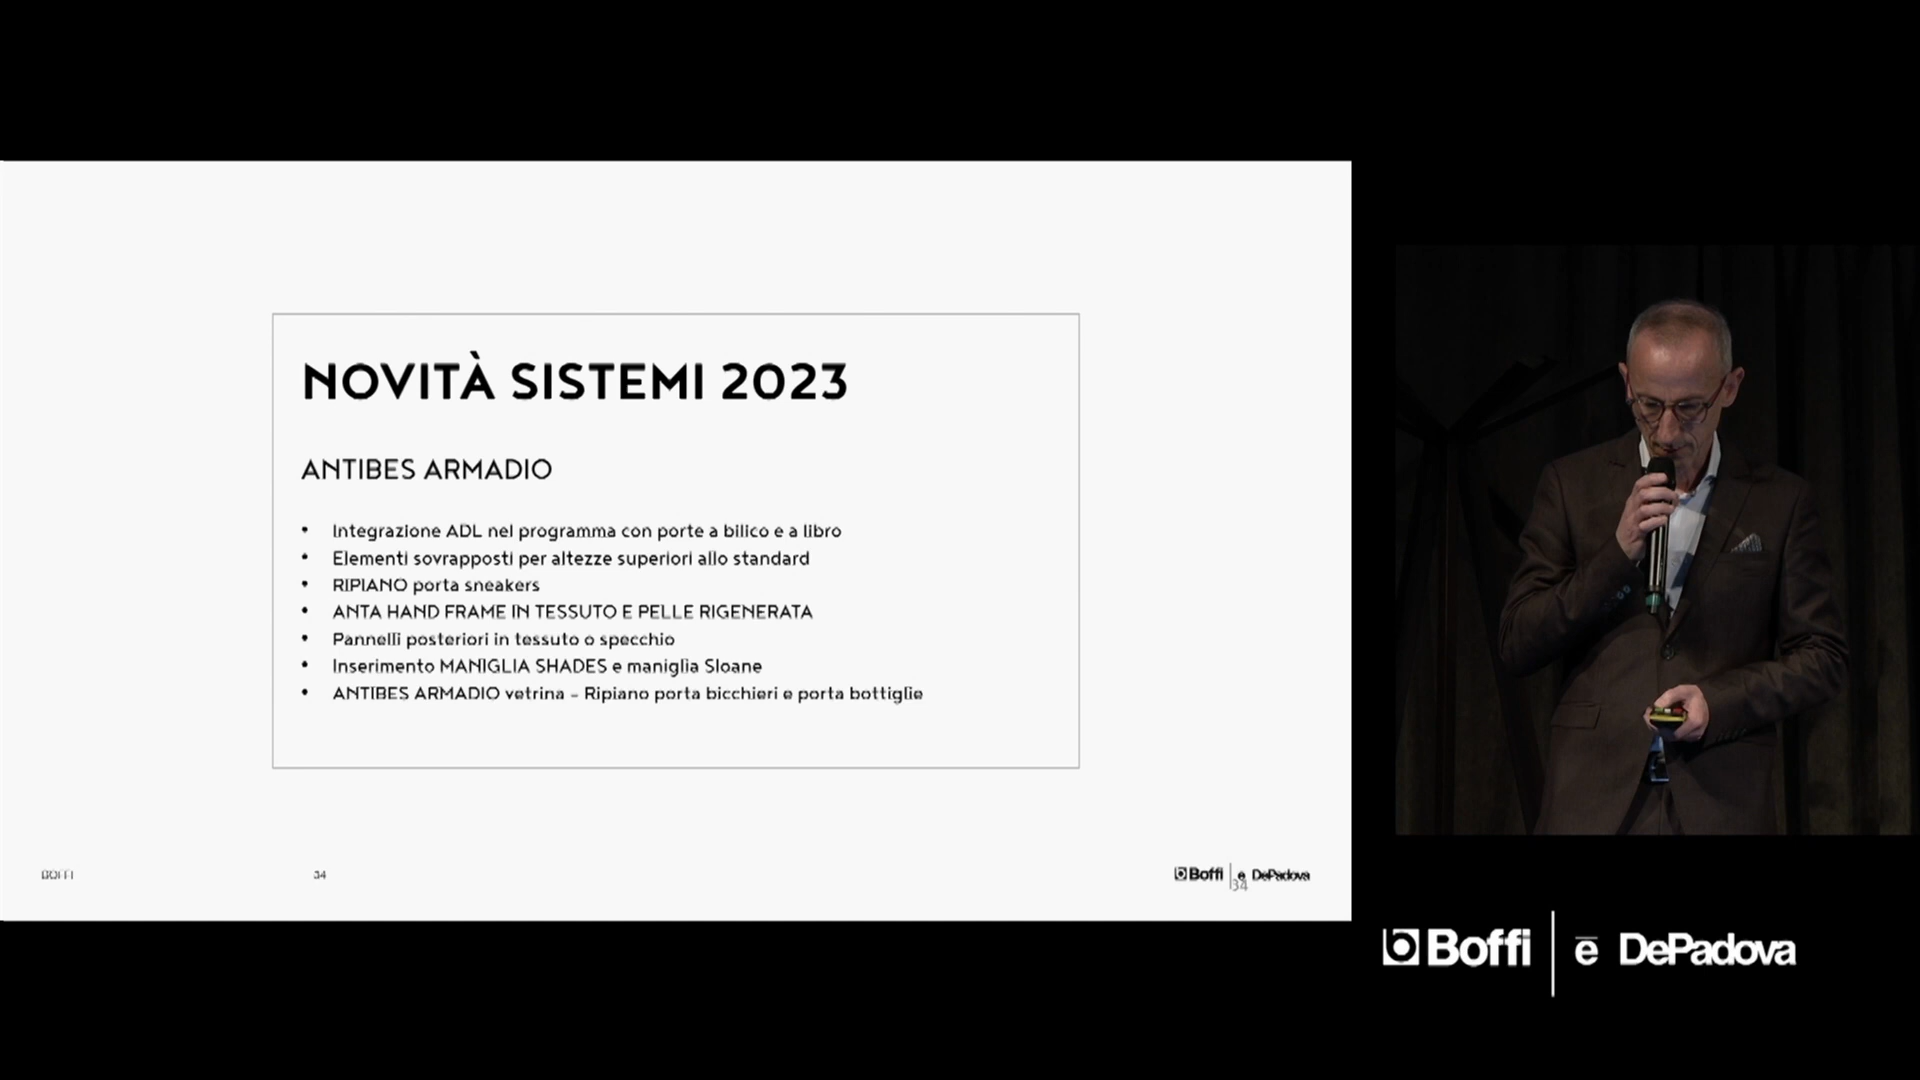 NOVITÀ SISTEMI 2023
ANTIBES ARMADIO
• Integrazione ADL nel programma con porte a bilico e a libro
• Elementi sovrapposti per altezze superiori allo standard
• RIPIANO porta sneakers
• ANTA HAND FRAME IN TESSUTO E PELLE RIGENERATA
• Pannelli posteriori in tessuto o specchio
• Inserimento MANIGLIA SHADES e maniglia Sloane
• ANTIBES ARMADIO vetrina – Ripiano porta bicchieri e porta bottiglie
BOFFI 34 Boffi e DePadova
34
Boffi ē DePadova